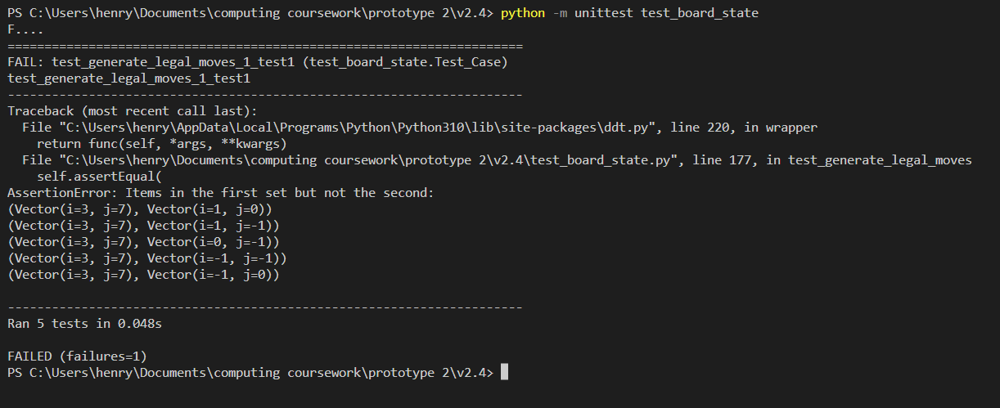 PS C:\Users\henry\Documents\computing coursework\prototype 2\v2.4> python -m unittest test_board_state
F....
======================================================================
FAIL: test_generate_legal_moves_1_test1 (test_board_state.Test_Case)
test_generate_legal_moves_1_test1
----------------------------------------------------------------------
Traceback (most recent call last):
  File "C:\Users\henry\AppData\Local\Programs\Python\Python310\lib\site-packages\ddt.py", line 220, in wrapper
    return func(self, *args, **kwargs)
  File "C:\Users\henry\Documents\computing coursework\prototype 2\v2.4\test_board_state.py", line 177, in test_generate_legal_moves
    self.assertEqual(
AssertionError: Items in the first set but not the second:
(Vector(i=3, j=7), Vector(i=1, j=0))
(Vector(i=3, j=7), Vector(i=1, j=-1))
(Vector(i=3, j=7), Vector(i=0, j=-1))
(Vector(i=3, j=7), Vector(i=-1, j=-1))
(Vector(i=3, j=7), Vector(i=-1, j=0))
----------------------------------------------------------------------
Ran 5 tests in 0.048s
FAILED (failures=1)
PS C:\Users\henry\Documents\computing coursework\prototype 2\v2.4>